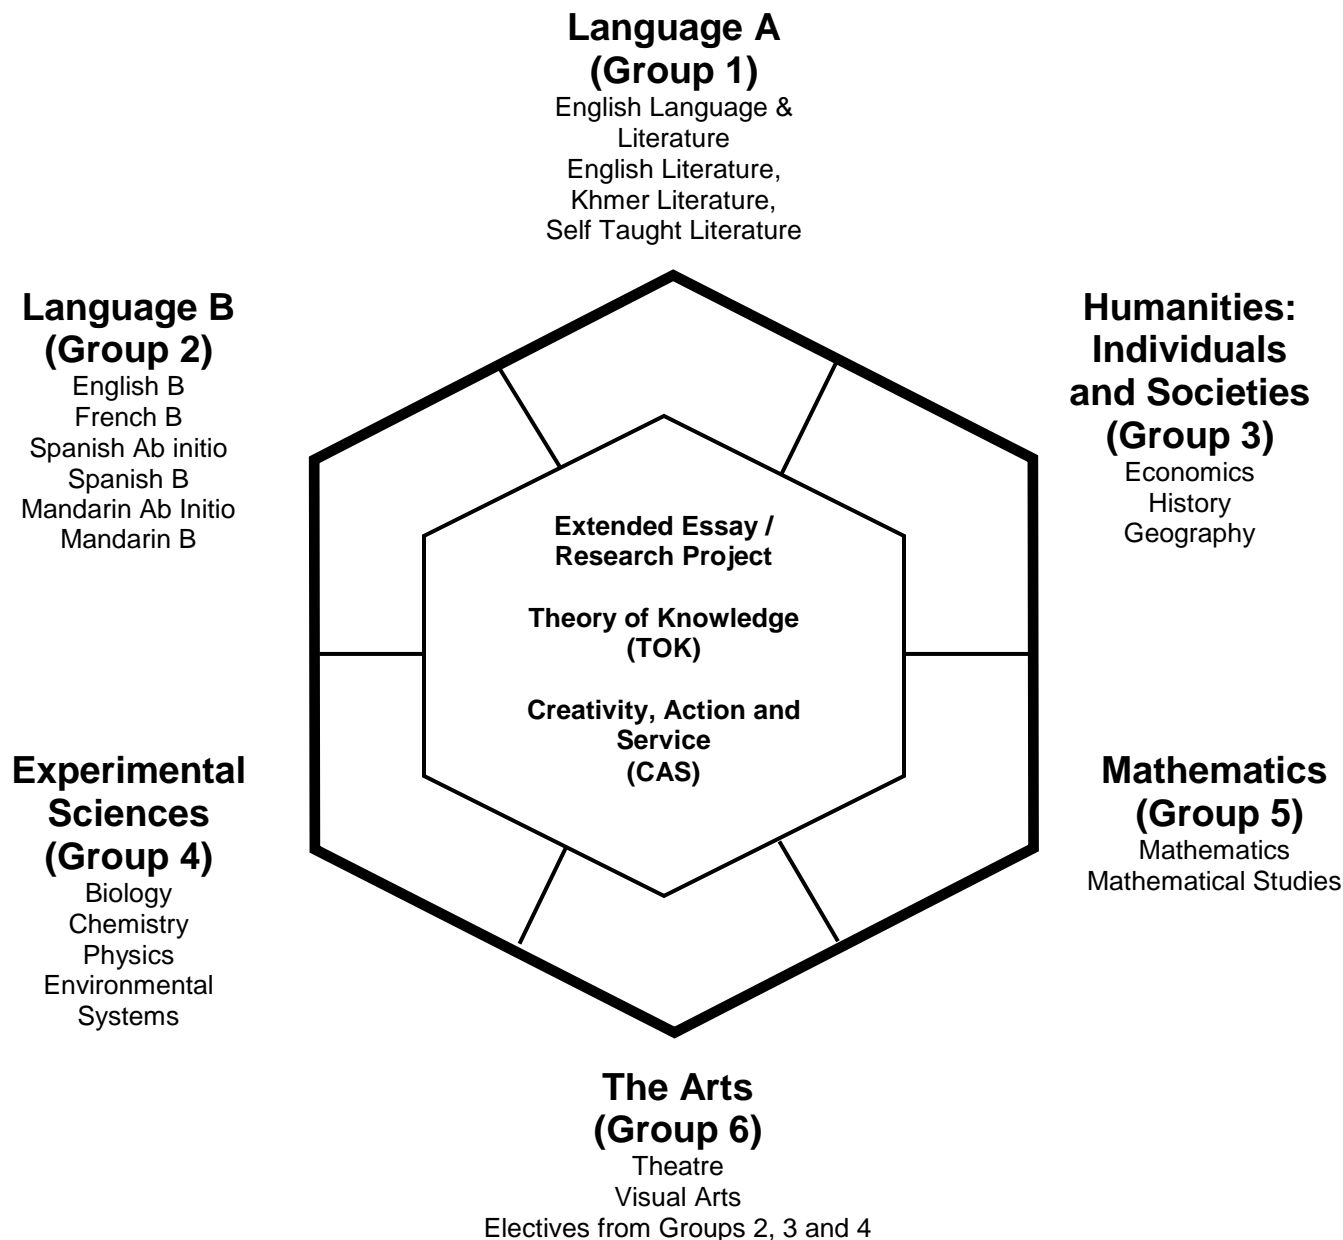 Language A
(Group 1)
English Language &
Literature
English Literature,
Khmer Literature,
Self Taught Literature
Language B
(Group 2)
English B
French B
Spanish Ab initio
Spanish B
Mandarin Ab Initio
Mandarin B
Humanities:
Individuals
and Societies
(Group 3)
Economics
History
Geography
Extended Essay /
Research Project
Theory of Knowledge
(TOK)
Creativity, Action and
Service
(CAS)
Experimental
Sciences
(Group 4)
Biology
Chemistry
Physics
Environmental
Systems
Mathematics
(Group 5)
Mathematics
Mathematical Studies
The Arts
(Group 6)
Theatre
Visual Arts
Electives from Groups 2, 3 and 4